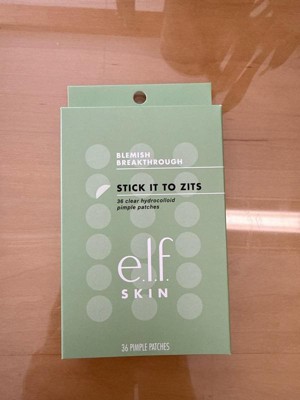 BLEMISH
BREAKTHROUGH
STICK IT TO ZITS
36 clear hydrocolloid
pimple patches
e.l.f.
SKIN
36 PIMPLE PATCHES